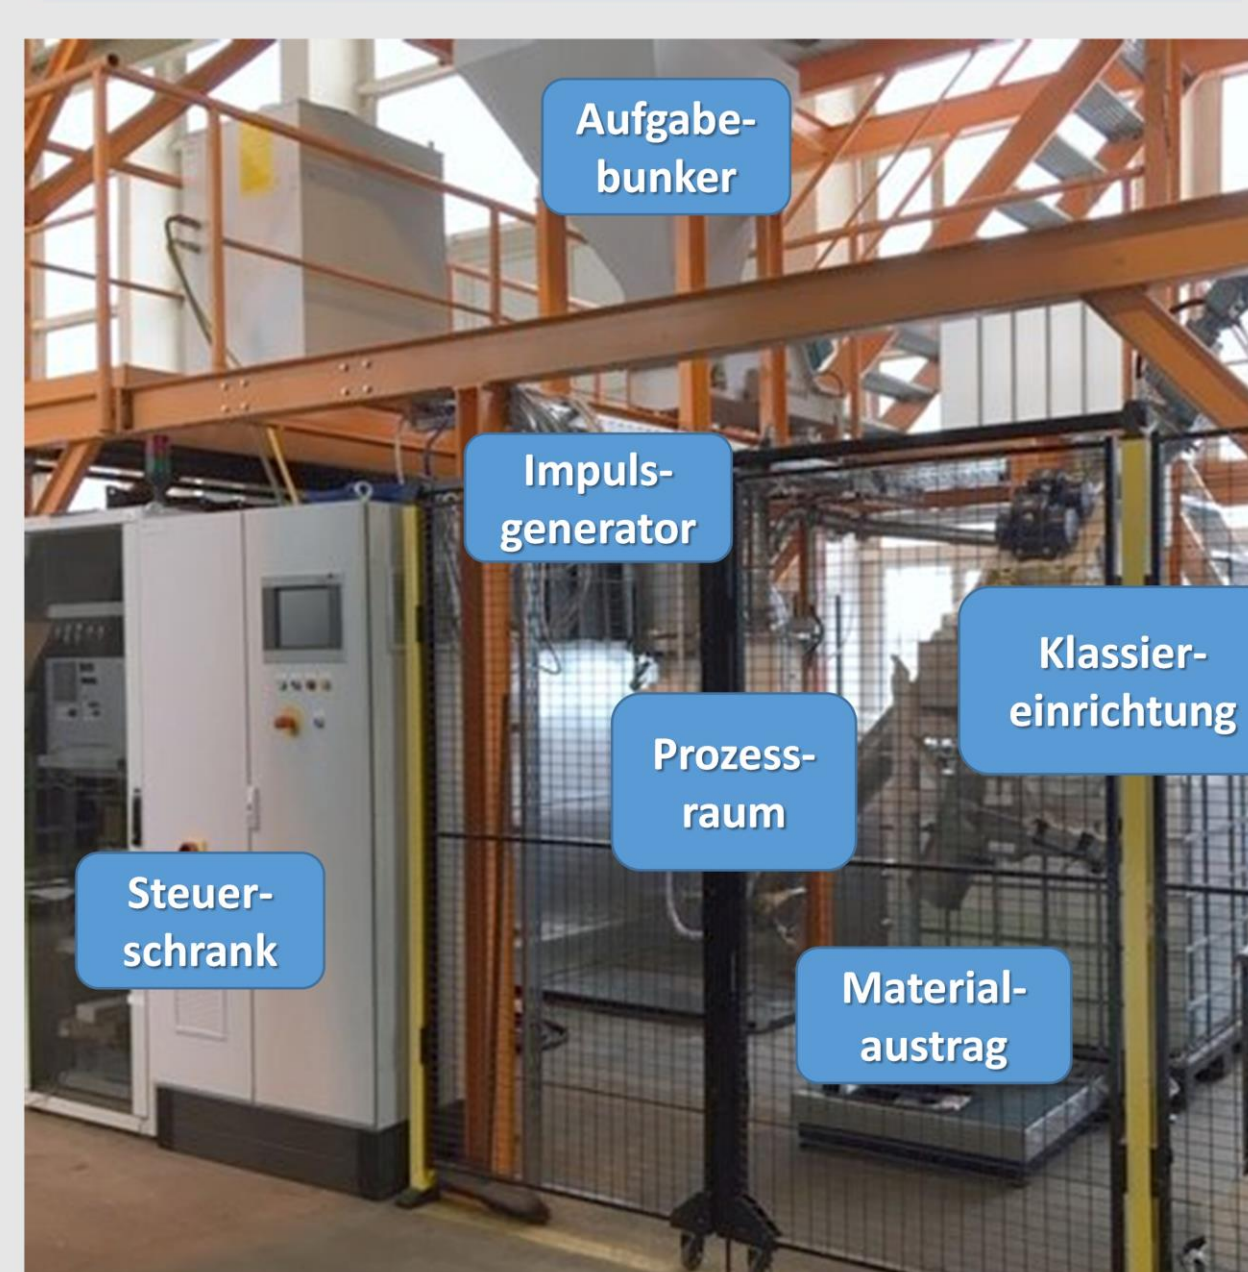 Aufgabe-
bunker
Impuls-
generator
Klassier-
einrichtung
Prozess-
raum
Steuer-
schrank
Material-
austrag